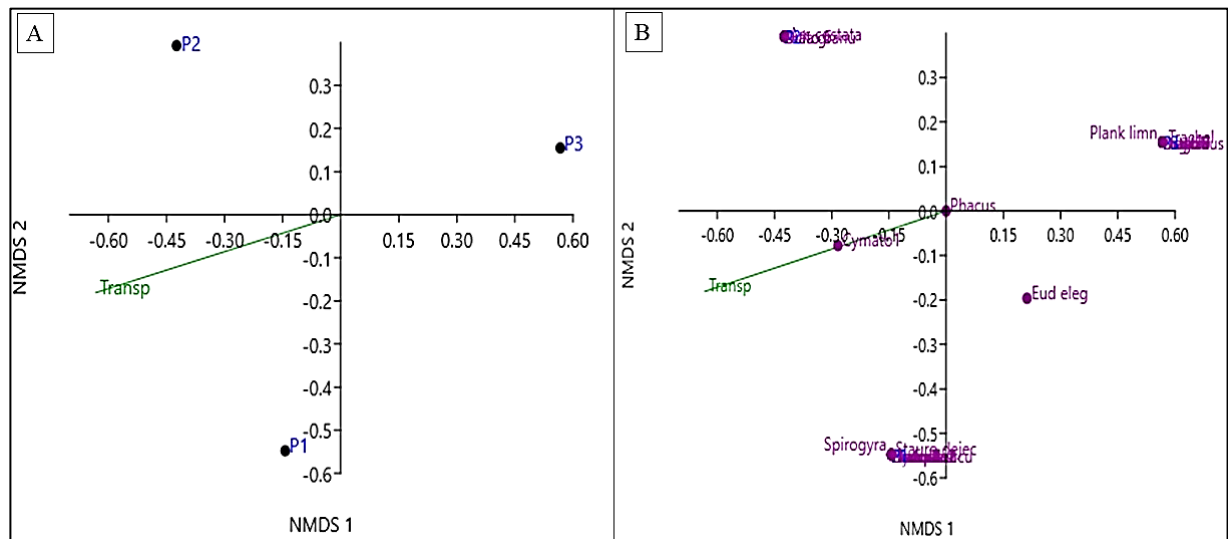 A
P2
0.3
0.2
P3
0.1
0.0
-0.60 -0.45 -0.30 -0.15 0.15 0.30 0.45 0.60
-0.1
Transp
-0.2
-0.3
-0.4
P1
-0.5
-0.6
NMDS 2
NMDS 1
B
0.3
0.2
Plank limn
0.1
Phacus
0.0
-0.60 -0.45 -0.30 -0.15 0.15 0.30 0.45 0.60
-0.1
Transp
-0.2
Eud eleg
-0.3
-0.4
Spirogyra Stauro dejec
-0.5
-0.6
NMDS 2
NMDS 1